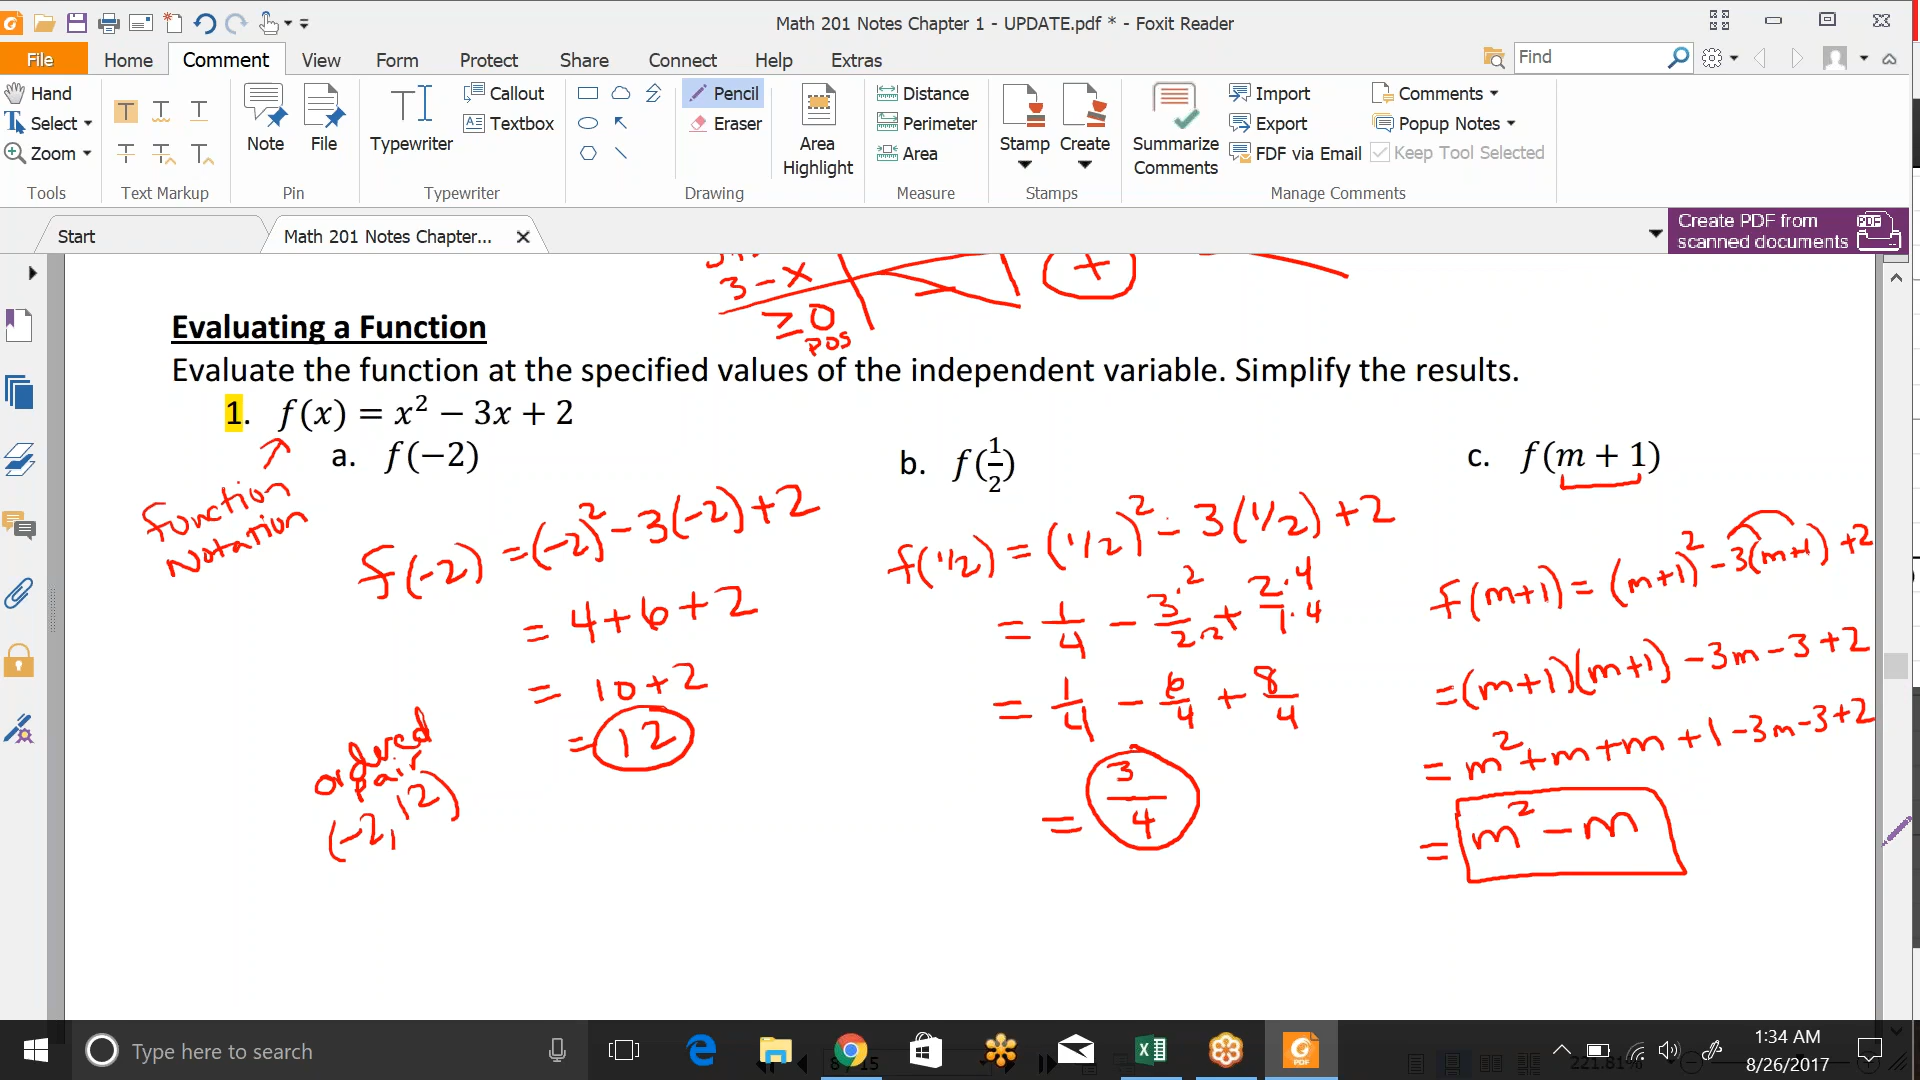 Math 201 Notes Chapter 1 - UPDATE.pdf * - Foxit Reader
File Home Comment View Form Protect Share Connect Help Extras Find
Hand
Select
Zoom
Tools
Text Markup
Note File
Pin
Typewriter Callout
Textbox
Typewriter
Pencil
Eraser
Area Highlight
Drawing
Distance
Perimeter
Area
Measure
Stamp Create
Stamps
Summarize Comments
Import
Export
FDF via Email
Comments
Popup Notes
Keep Tool Selected
Manage Comments
Start Math 201 Notes Chapter...
Create PDF from
scanned documents
3 - x
≥ 0
pos
+
Evaluating a Function
Evaluate the function at the specified values of the independent variable. Simplify the results.
1. f(x) = x² − 3x + 2
a. f(−2)
function
Notation
f(-2) = (-2)² - 3(-2) + 2
= 4 + 6 + 2
= 10 + 2
= 12
ordered
pair
(-2, 12)
b. f(1/2)
f(1/2) = (1/2)² - 3(1/2) + 2
= 1/4 - 3·2/2·2 + 2·4/1·4
= 1/4 - 6/4 + 8/4
= 3/4
c. f(m + 1)
f(m+1) = (m+1)² - 3(m+1) + 2
= (m+1)(m+1) - 3m - 3 + 2
= m² + m + m + 1 - 3m - 3 + 2
= m² - m
Type here to search
8 / 15
221.81%
1:34 AM
8/26/2017